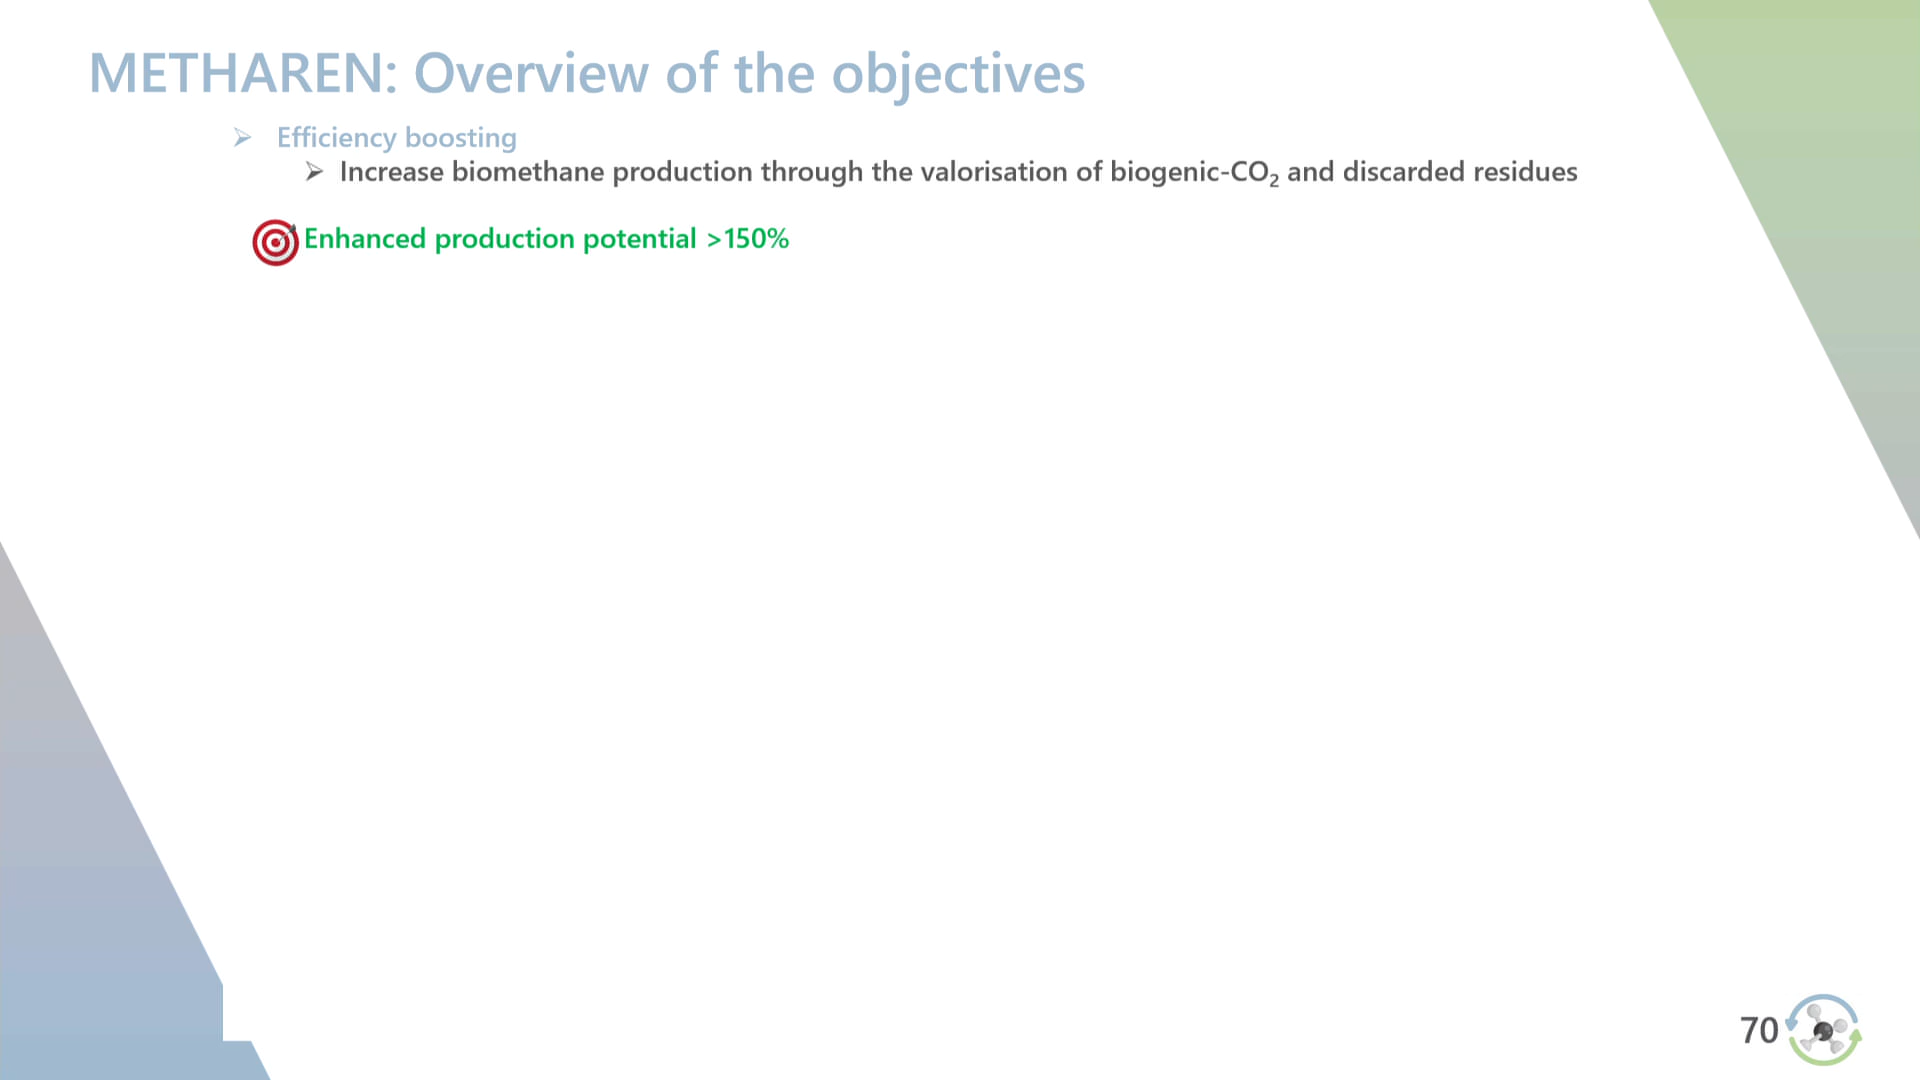 METHAREN: Overview of the objectives
➢ Efficiency boosting
➢ Increase biomethane production through the valorisation of biogenic-CO₂ and discarded residues
Enhanced production potential >150%
70